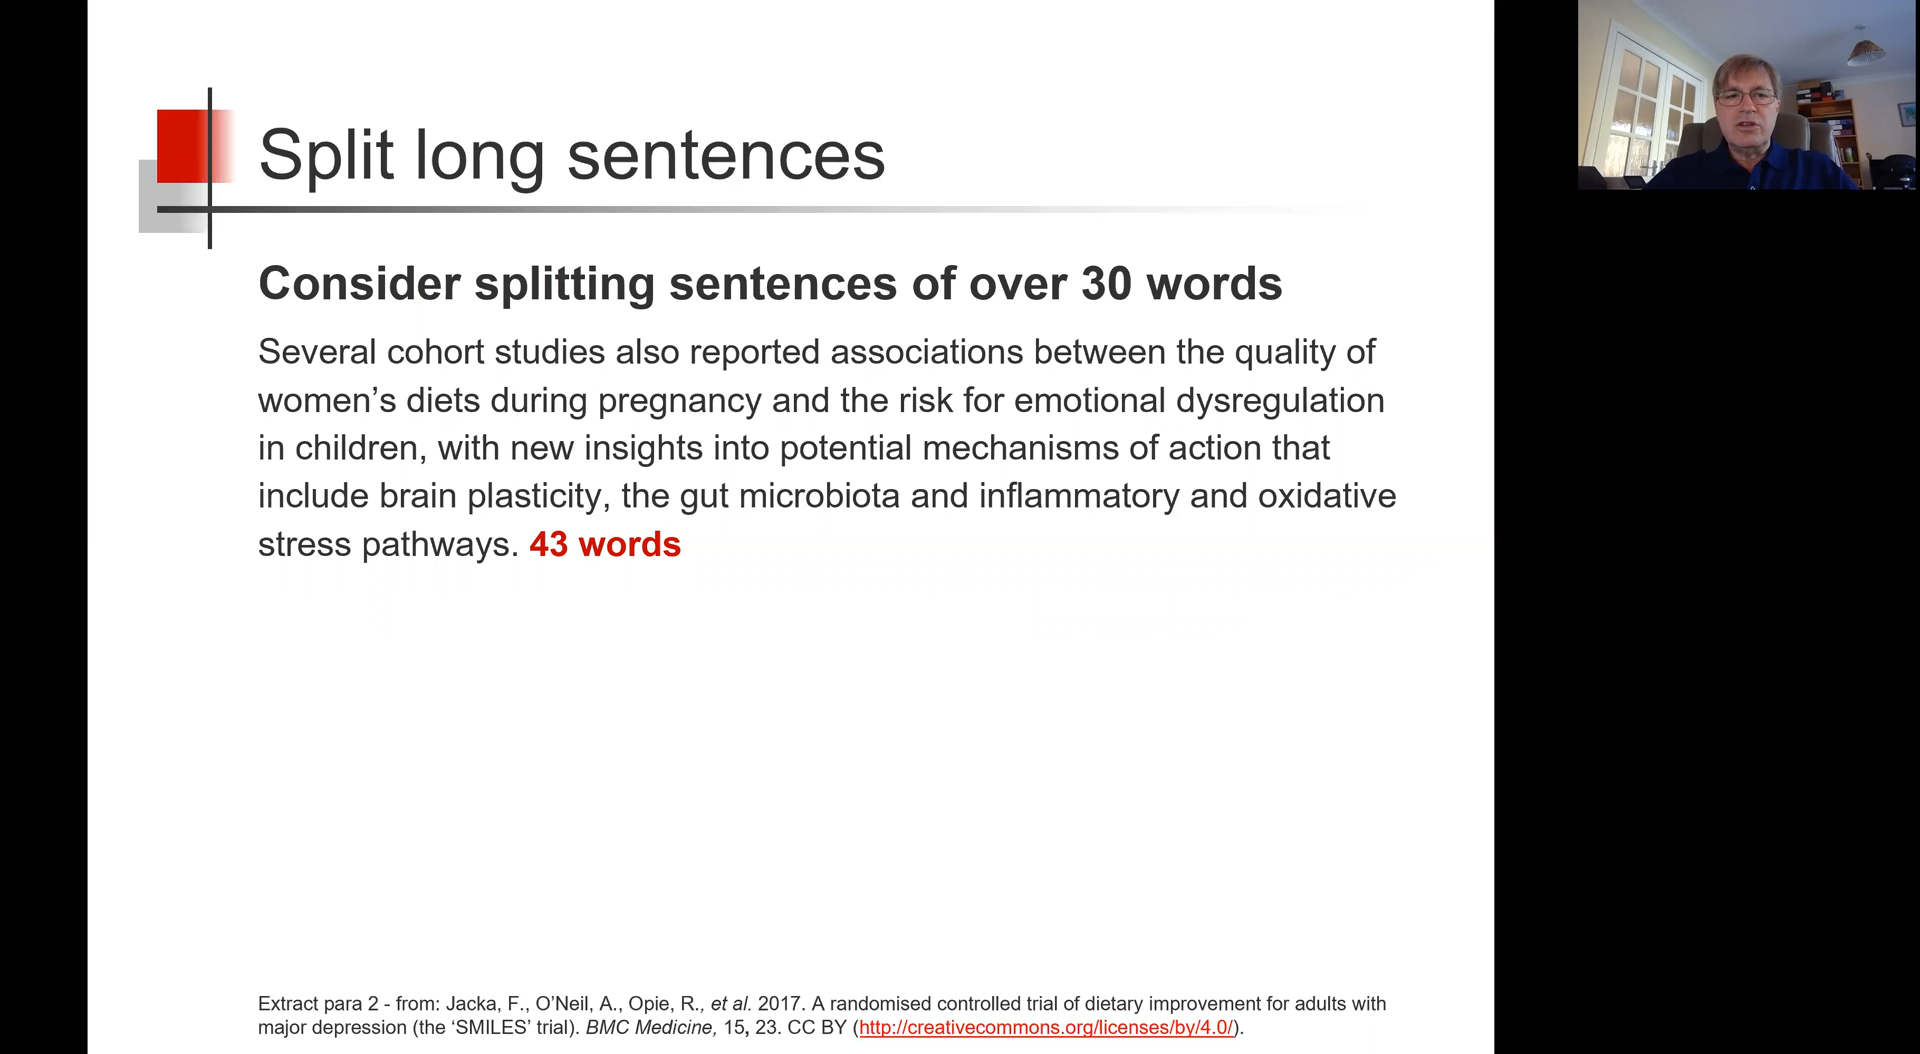 Split long sentences
Consider splitting sentences of over 30 words
Several cohort studies also reported associations between the quality of
women’s diets during pregnancy and the risk for emotional dysregulation
in children, with new insights into potential mechanisms of action that
include brain plasticity, the gut microbiota and inflammatory and oxidative
stress pathways. 43 words
Extract para 2 - from: Jacka, F., O’Neil, A., Opie, R., et al. 2017. A randomised controlled trial of dietary improvement for adults with
major depression (the ‘SMILES’ trial). BMC Medicine, 15, 23. CC BY (http://creativecommons.org/licenses/by/4.0/).